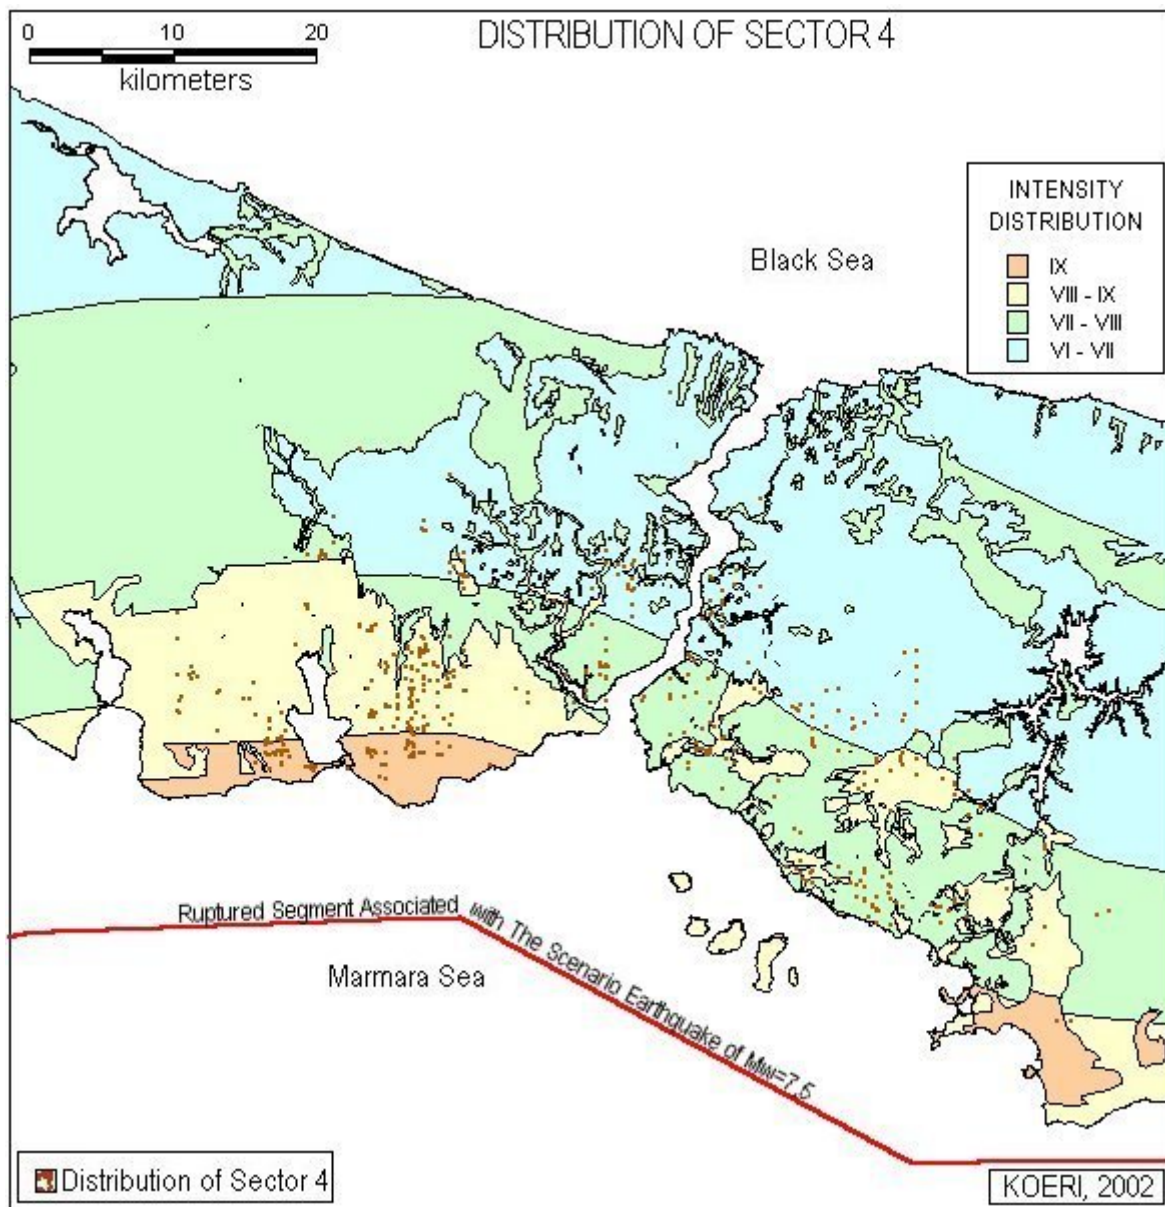 0 10 20
kilometers
DISTRIBUTION OF SECTOR 4
INTENSITY
DISTRIBUTION
IX
VIII - IX
VII - VIII
VI - VII
Black Sea
Ruptured Segment Associated with The Scenario Earthquake of Mw=7.5
Marmara Sea
Distribution of Sector 4
KOERI, 2002